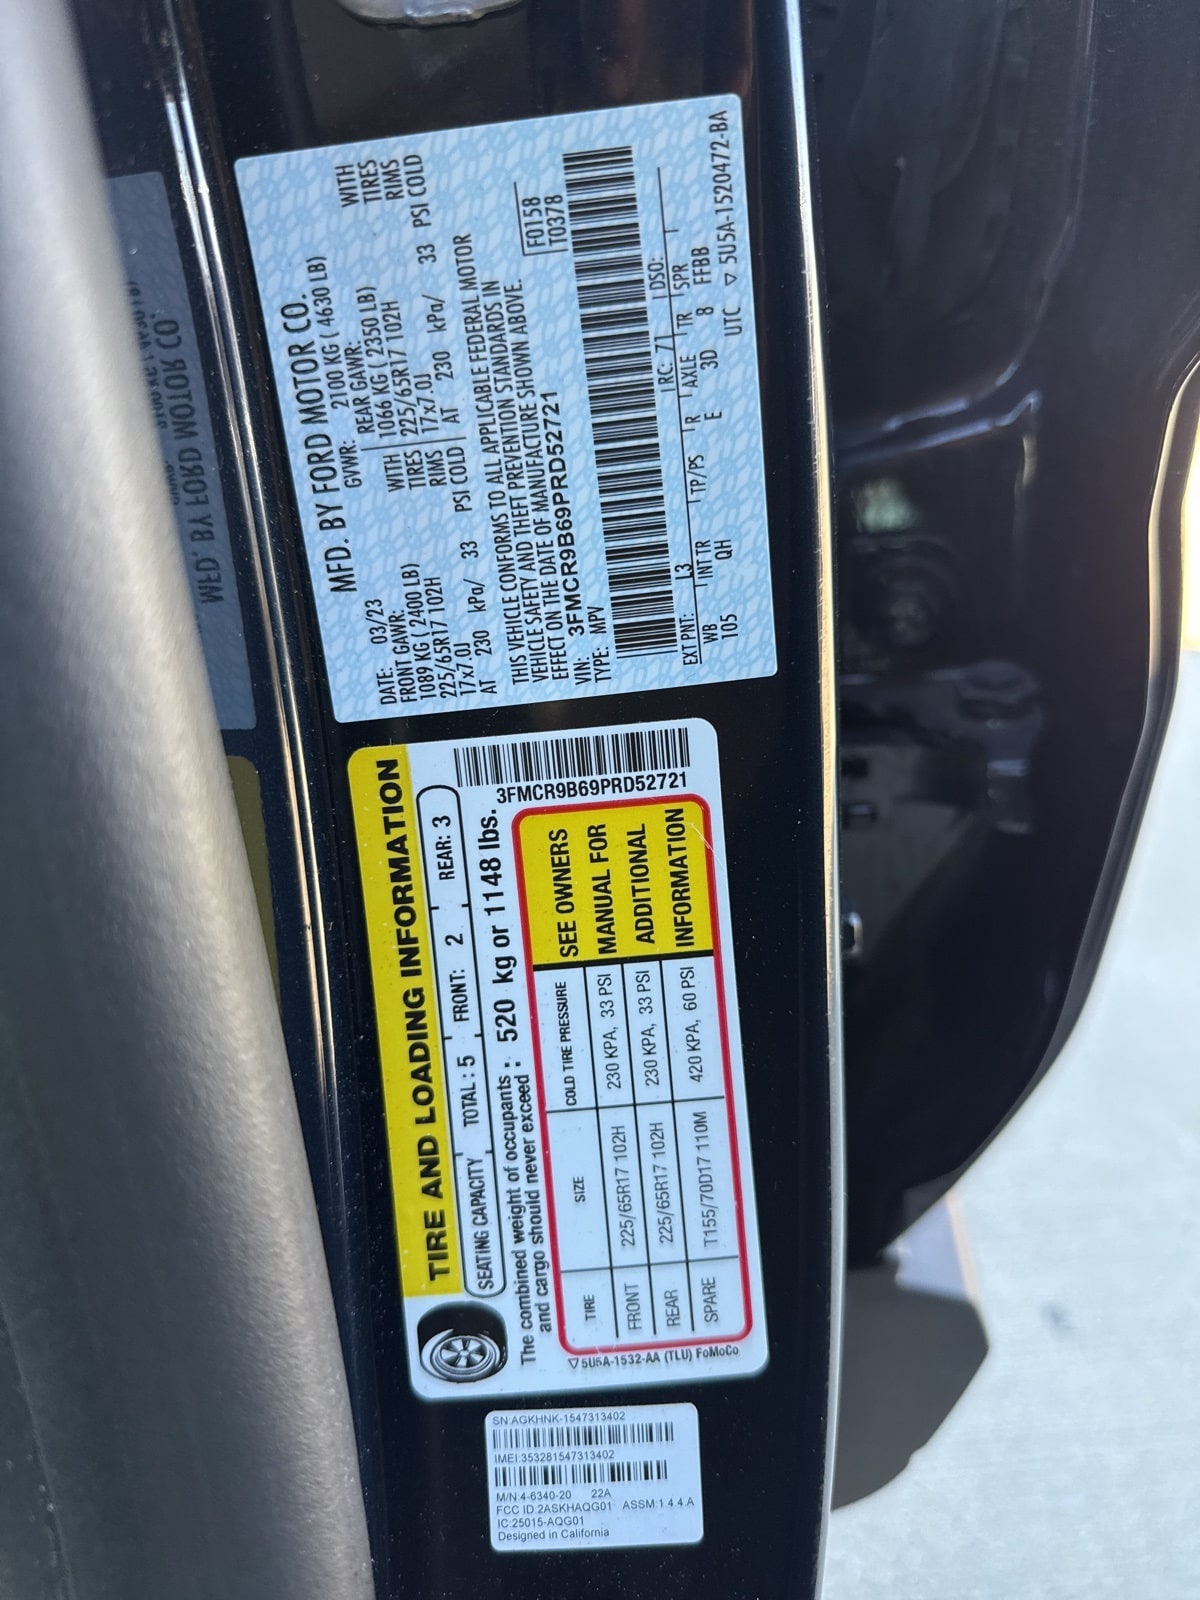 MFD. BY FORD MOTOR CO.
DATE: 03/23 GVWR: 2100 KG ( 4630 LB)
FRONT GAWR: REAR GAWR:
1089 KG ( 2400 LB) WITH 1066 KG ( 2350 LB) WITH
225/65R17 102H TIRES 225/65R17 102H TIRES
17x7.0J RIMS 17x7.0J RIMS
AT 230 kPa/ 33 PSI COLD AT 230 kPa/ 33 PSI COLD
THIS VEHICLE CONFORMS TO ALL APPLICABLE FEDERAL MOTOR
VEHICLE SAFETY AND THEFT PREVENTION STANDARDS IN
EFFECT ON THE DATE OF MANUFACTURE SHOWN ABOVE.
VIN: 3FMCR9B69PRD52721 F0158
TYPE: MPV T0378
EXT PNT: L3 RC: 71 DSO:
WB INT TR TP/PS R AXLE TR SPR
105 QH E 3D 8 FFBB
UTC ▽ 5U5A-1520472-BA
TIRE AND LOADING INFORMATION
SEATING CAPACITY TOTAL : 5 FRONT: 2 REAR: 3
The combined weight of occupants
and cargo should never exceed : 520 kg or 1148 lbs.
3FMCR9B69PRD52721
TIRE SIZE COLD TIRE PRESSURE
FRONT 225/65R17 102H 230 KPA, 33 PSI
REAR 225/65R17 102H 230 KPA, 33 PSI
SPARE T155/70D17 110M 420 KPA, 60 PSI
SEE OWNERS
MANUAL FOR
ADDITIONAL
INFORMATION
▽ 5U5A-1532-AA (TLU) FoMoCo
SN:AGKHNK-1547313402
IMEI:353281547313402
M/N:4-6340-20 22A
FCC ID:2ASKHAQG01 ASSM:1.4.4.A
IC:25015-AQG01
Designed in California